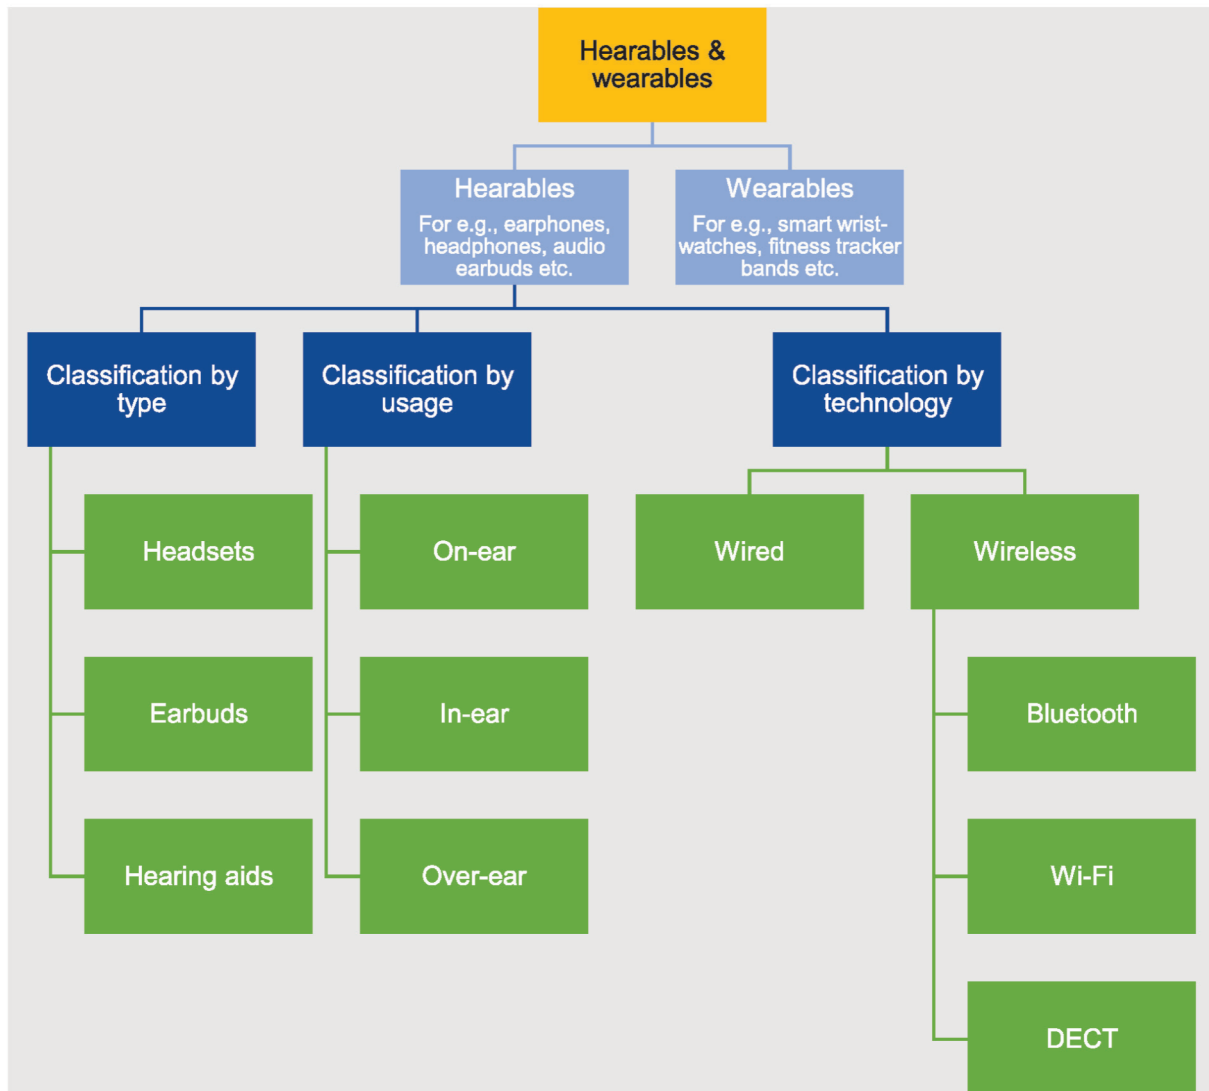 Hearables &
wearables
Hearables
For e.g., earphones,
headphones, audio
earbuds etc.
Wearables
For e.g., smart wrist-
watches, fitness tracker
bands etc.
Classification by
type
Classification by
usage
Classification by
technology
Headsets
On-ear
Wired
Wireless
Earbuds
In-ear
Bluetooth
Hearing aids
Over-ear
Wi-Fi
DECT